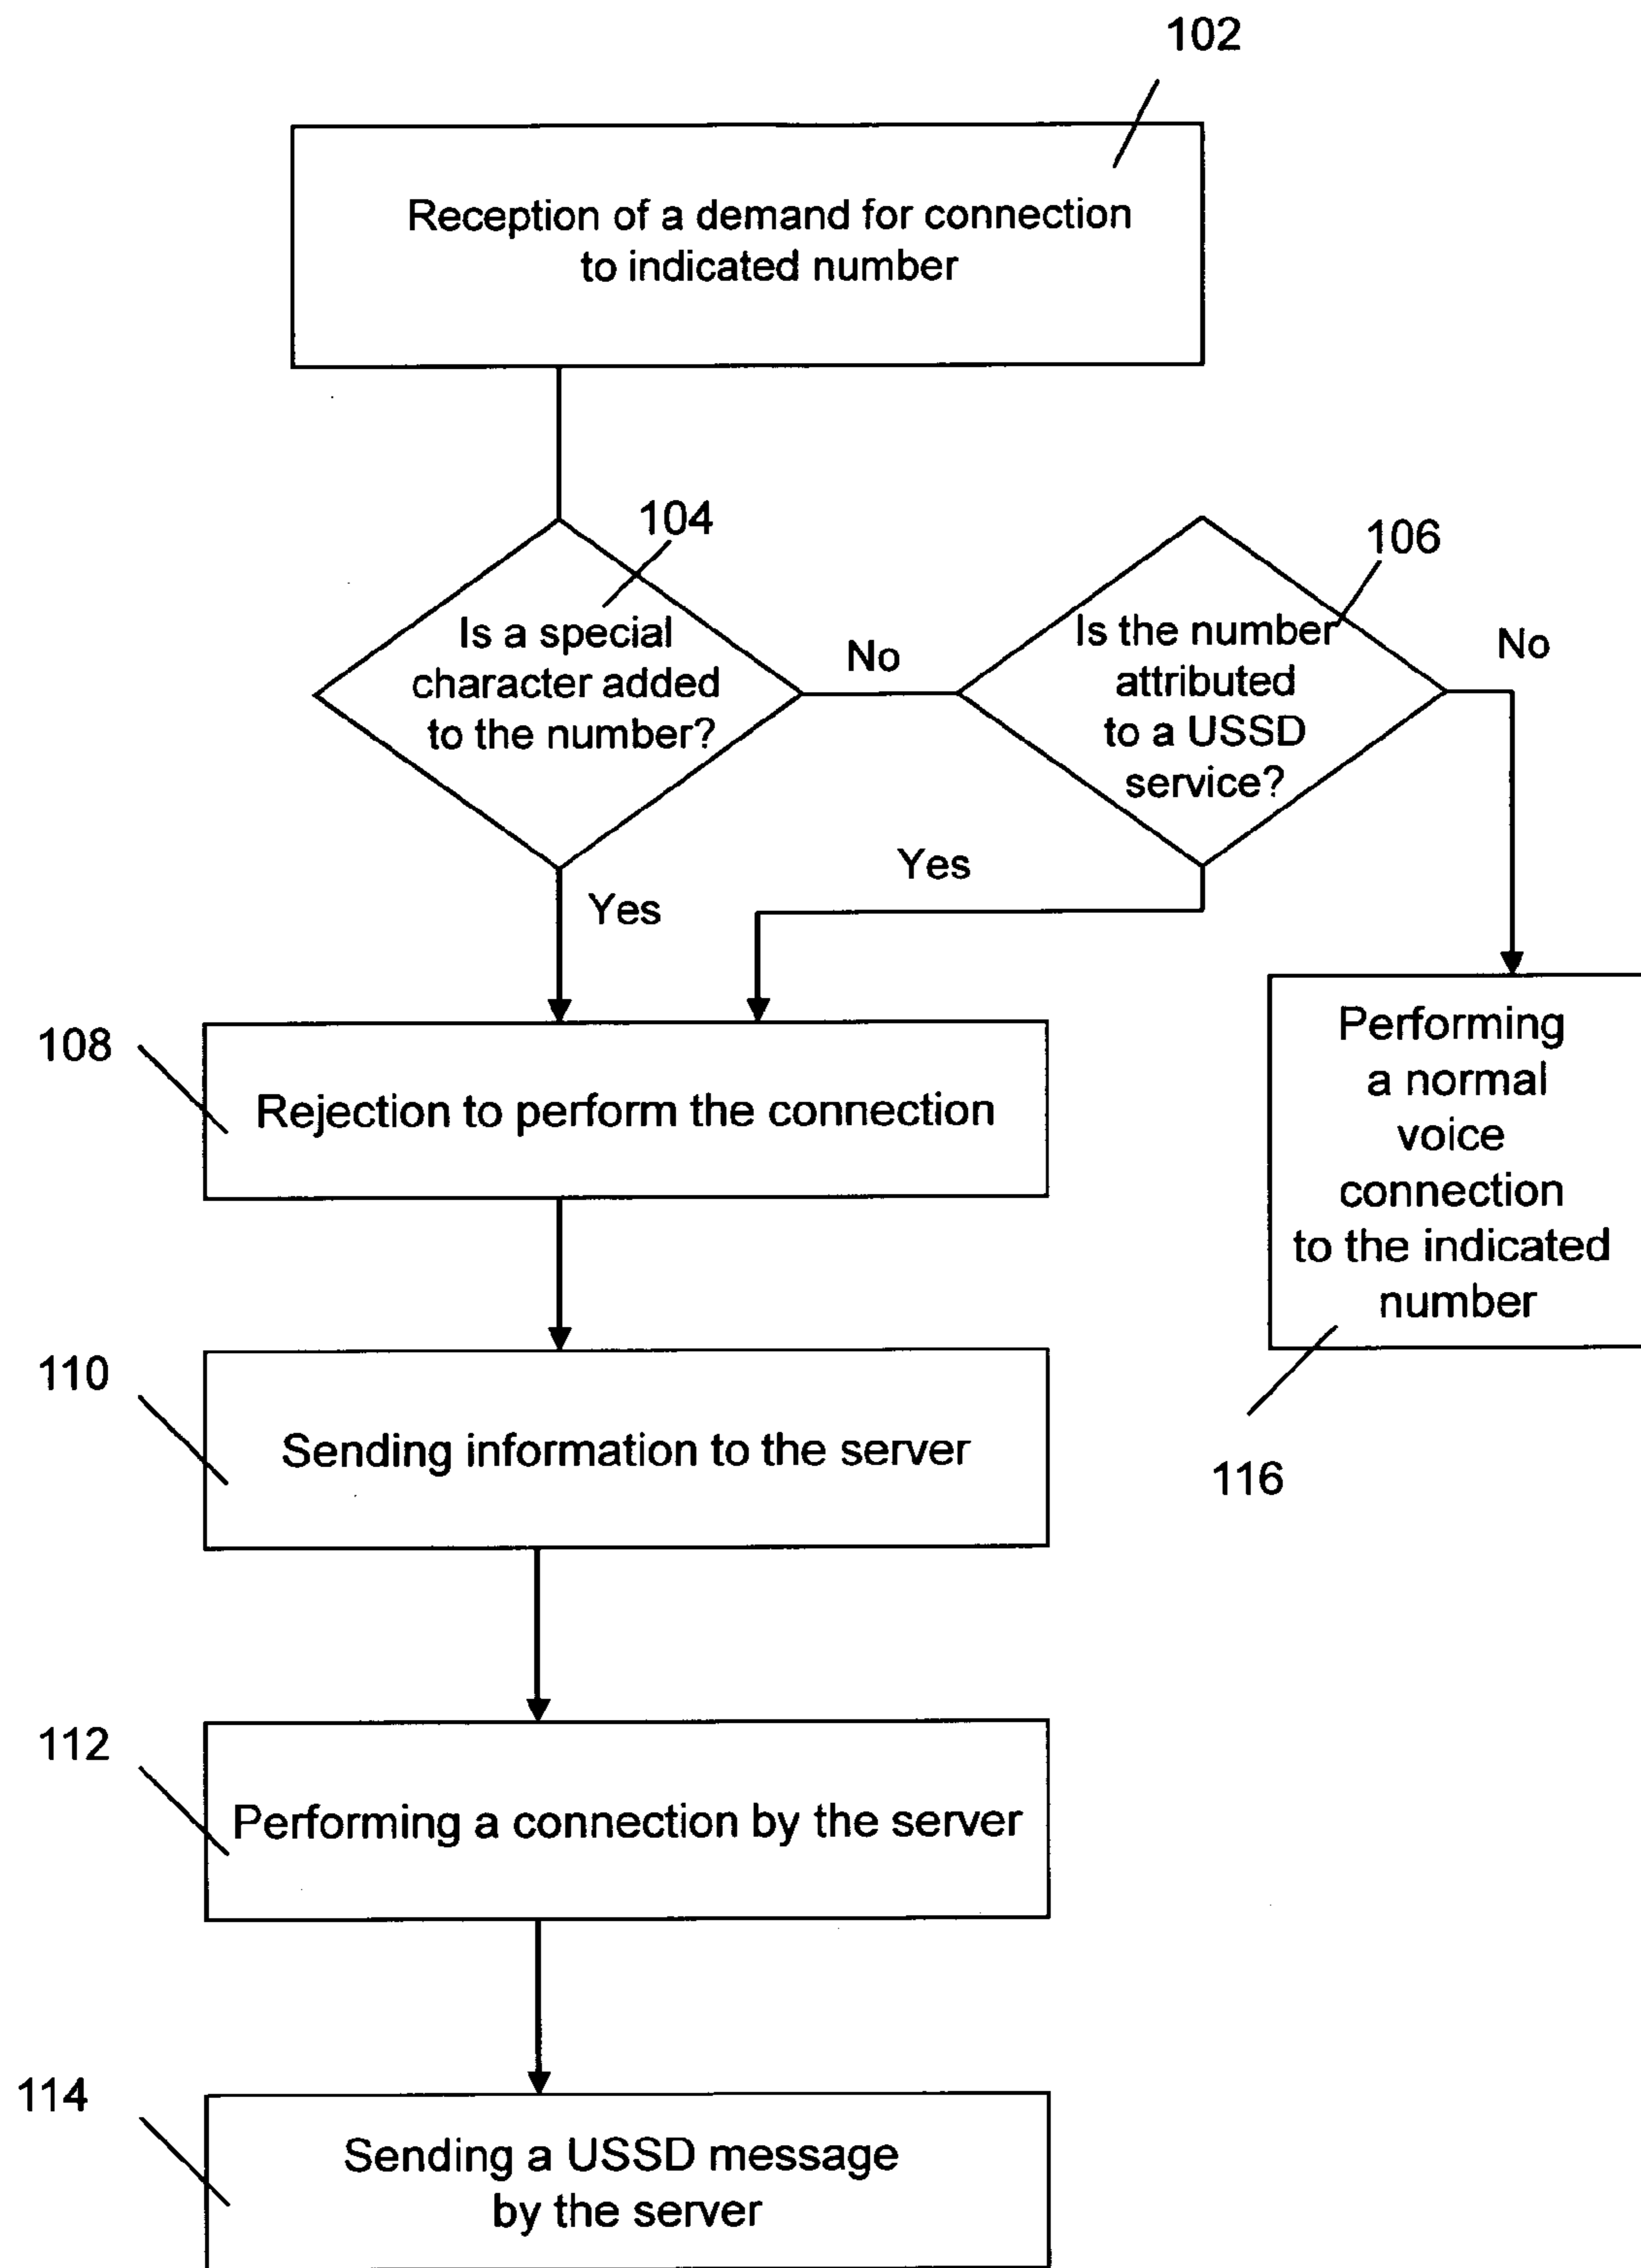 102
Reception of a demand for connection
to indicated number
104
Is a special
character added
to the number?
No
106
Is the number
attributed
to a USSD
service?
No
Yes
Yes
108
Rejection to perform the connection
Performing
a normal
voice
connection
to the indicated
number
116
110
Sending information to the server
112
Performing a connection by the server
114
Sending a USSD message
by the server